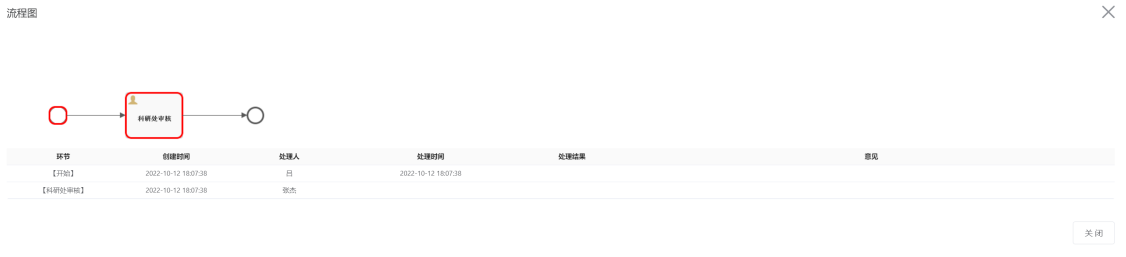 流程图
科研处审核
环节 创建时间 处理人 处理时间 处理结果 意见
【开始】 2022-10-12 18:07:38 吕 2022-10-12 18:07:38
【科研处审核】 2022-10-12 18:07:38 张杰
关 闭